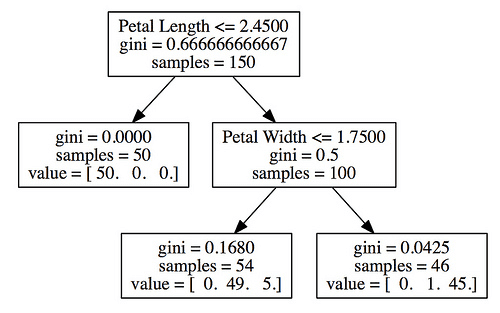 Petal Length <= 2.4500
gini = 0.666666666667
samples = 150
gini = 0.0000
samples = 50
value = [ 50. 0. 0.]
Petal Width <= 1.7500
gini = 0.5
samples = 100
gini = 0.1680
samples = 54
value = [ 0. 49. 5.]
gini = 0.0425
samples = 46
value = [ 0. 1. 45.]